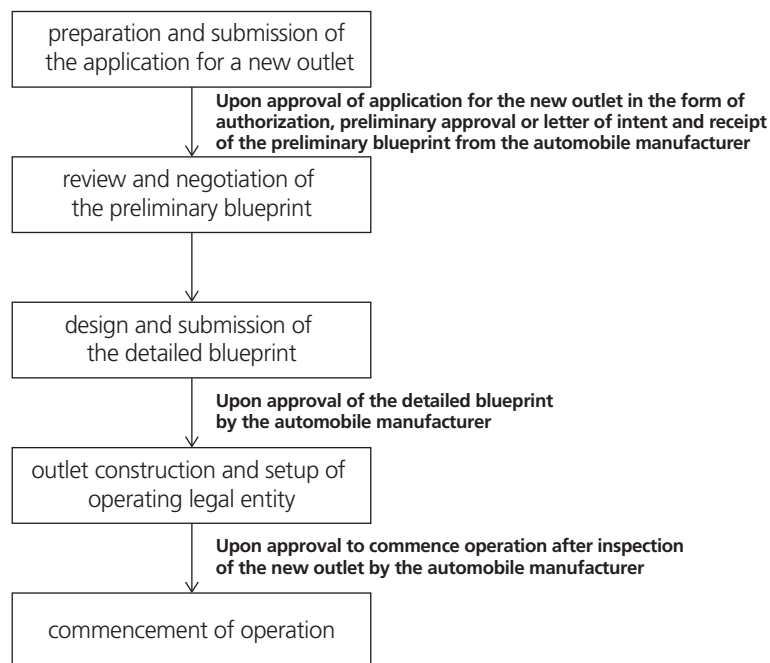 preparation and submission of
the application for a new outlet
Upon approval of application for the new outlet in the form of
authorization, preliminary approval or letter of intent and receipt
of the preliminary blueprint from the automobile manufacturer
review and negotiation of
the preliminary blueprint
design and submission of
the detailed blueprint
Upon approval of the detailed blueprint
by the automobile manufacturer
outlet construction and setup of
operating legal entity
Upon approval to commence operation after inspection
of the new outlet by the automobile manufacturer
commencement of operation